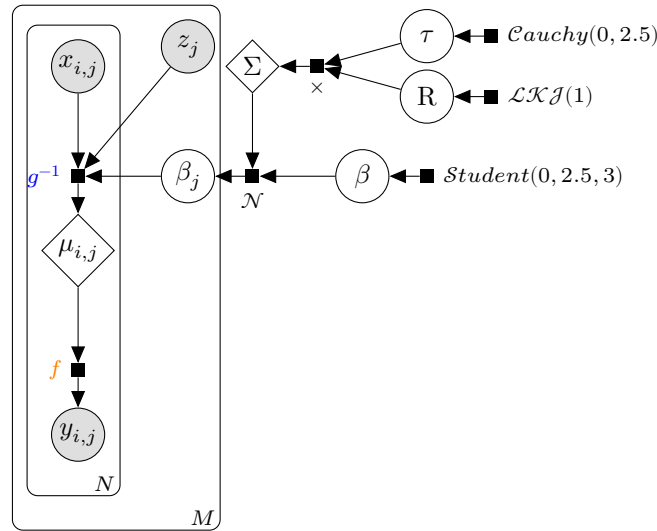 x_{i,j}
z_j
Σ
τ
𝒞auchy(0, 2.5)
×
R
ℒ𝒦𝒥(1)
g^{-1}
β_j
𝒩
β
𝒮tudent(0, 2.5, 3)
μ_{i,j}
f
y_{i,j}
N
M